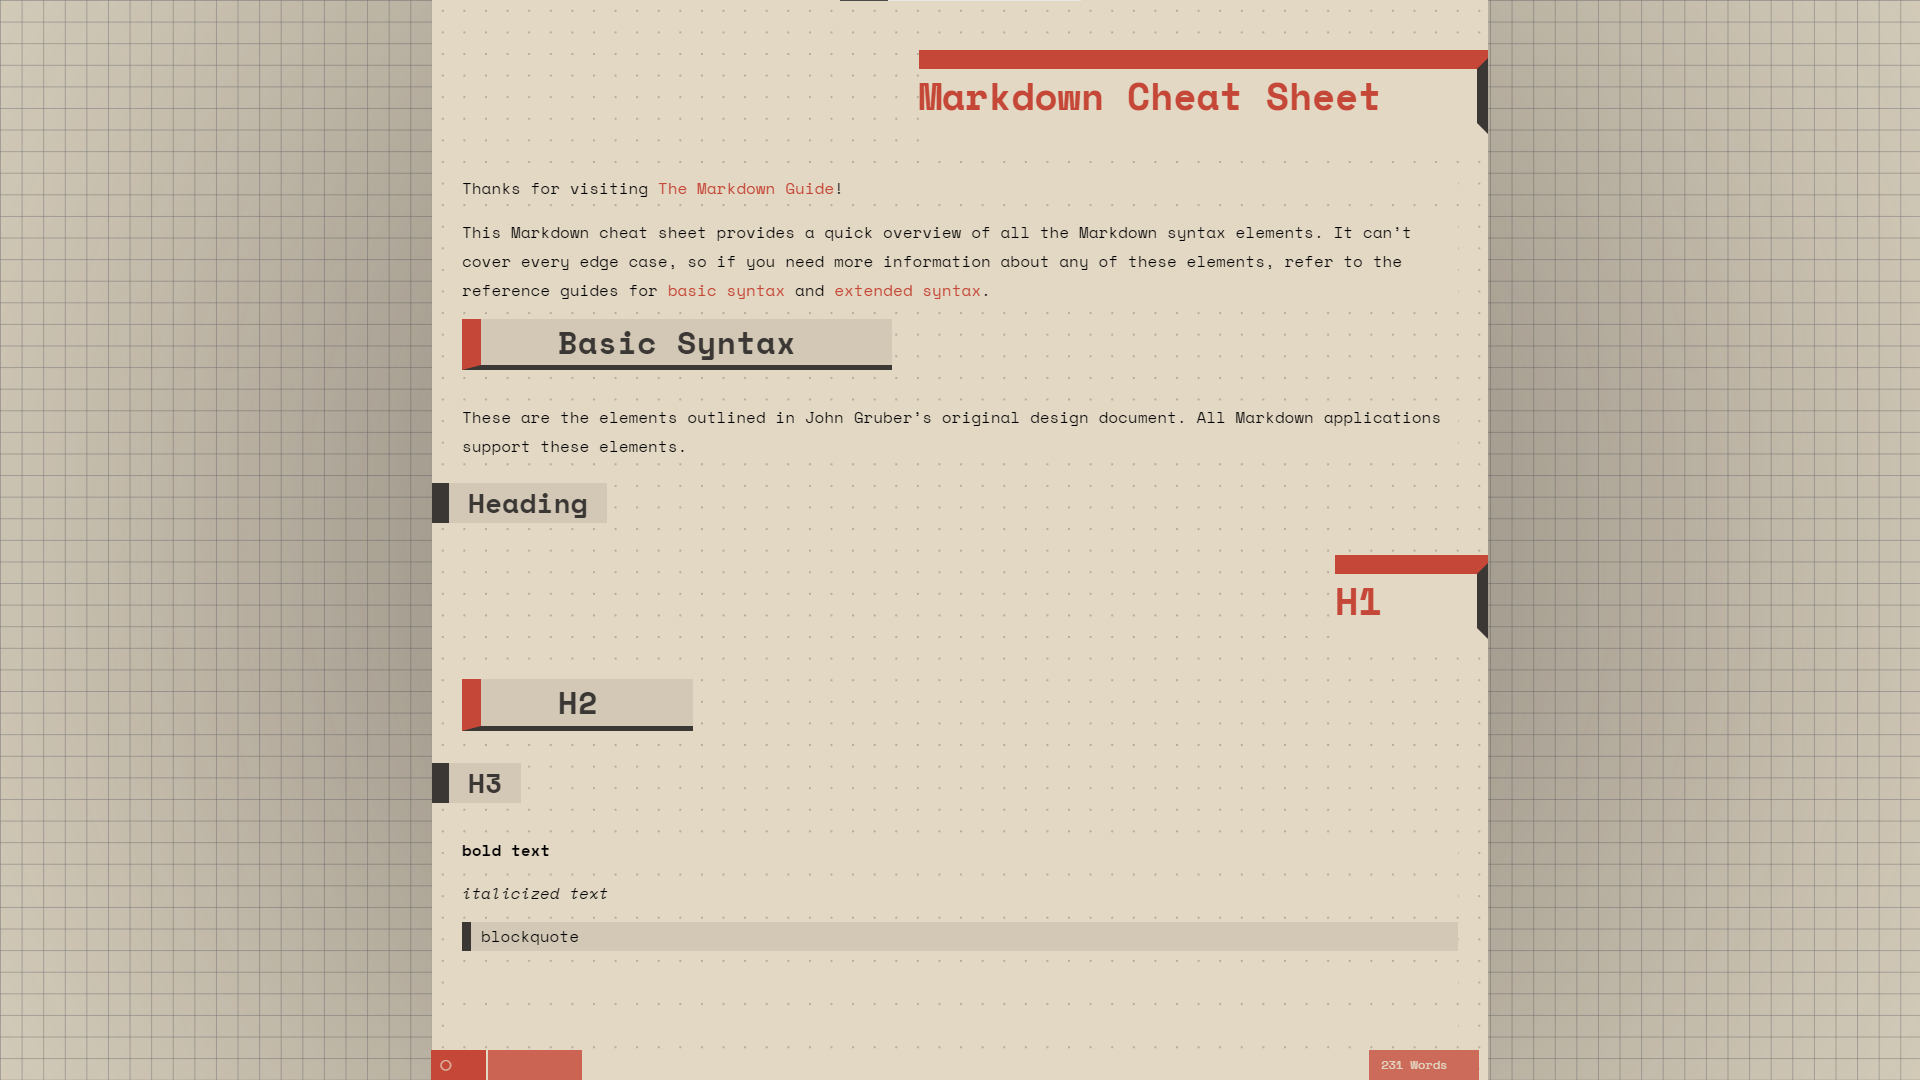 Markdown Cheat Sheet
Thanks for visiting The Markdown Guide!
This Markdown cheat sheet provides a quick overview of all the Markdown syntax elements. It can’t
cover every edge case, so if you need more information about any of these elements, refer to the
reference guides for basic syntax and extended syntax.
Basic Syntax
These are the elements outlined in John Gruber’s original design document. All Markdown applications
support these elements.
Heading
H1
H2
H3
bold text
italicized text
blockquote
231 Words